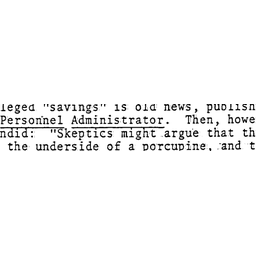 leged "savings" is old news, publish
Personnel Administrator. Then, howe
ndid: "Skeptics might argue that th
the underside of a porcupine, and t